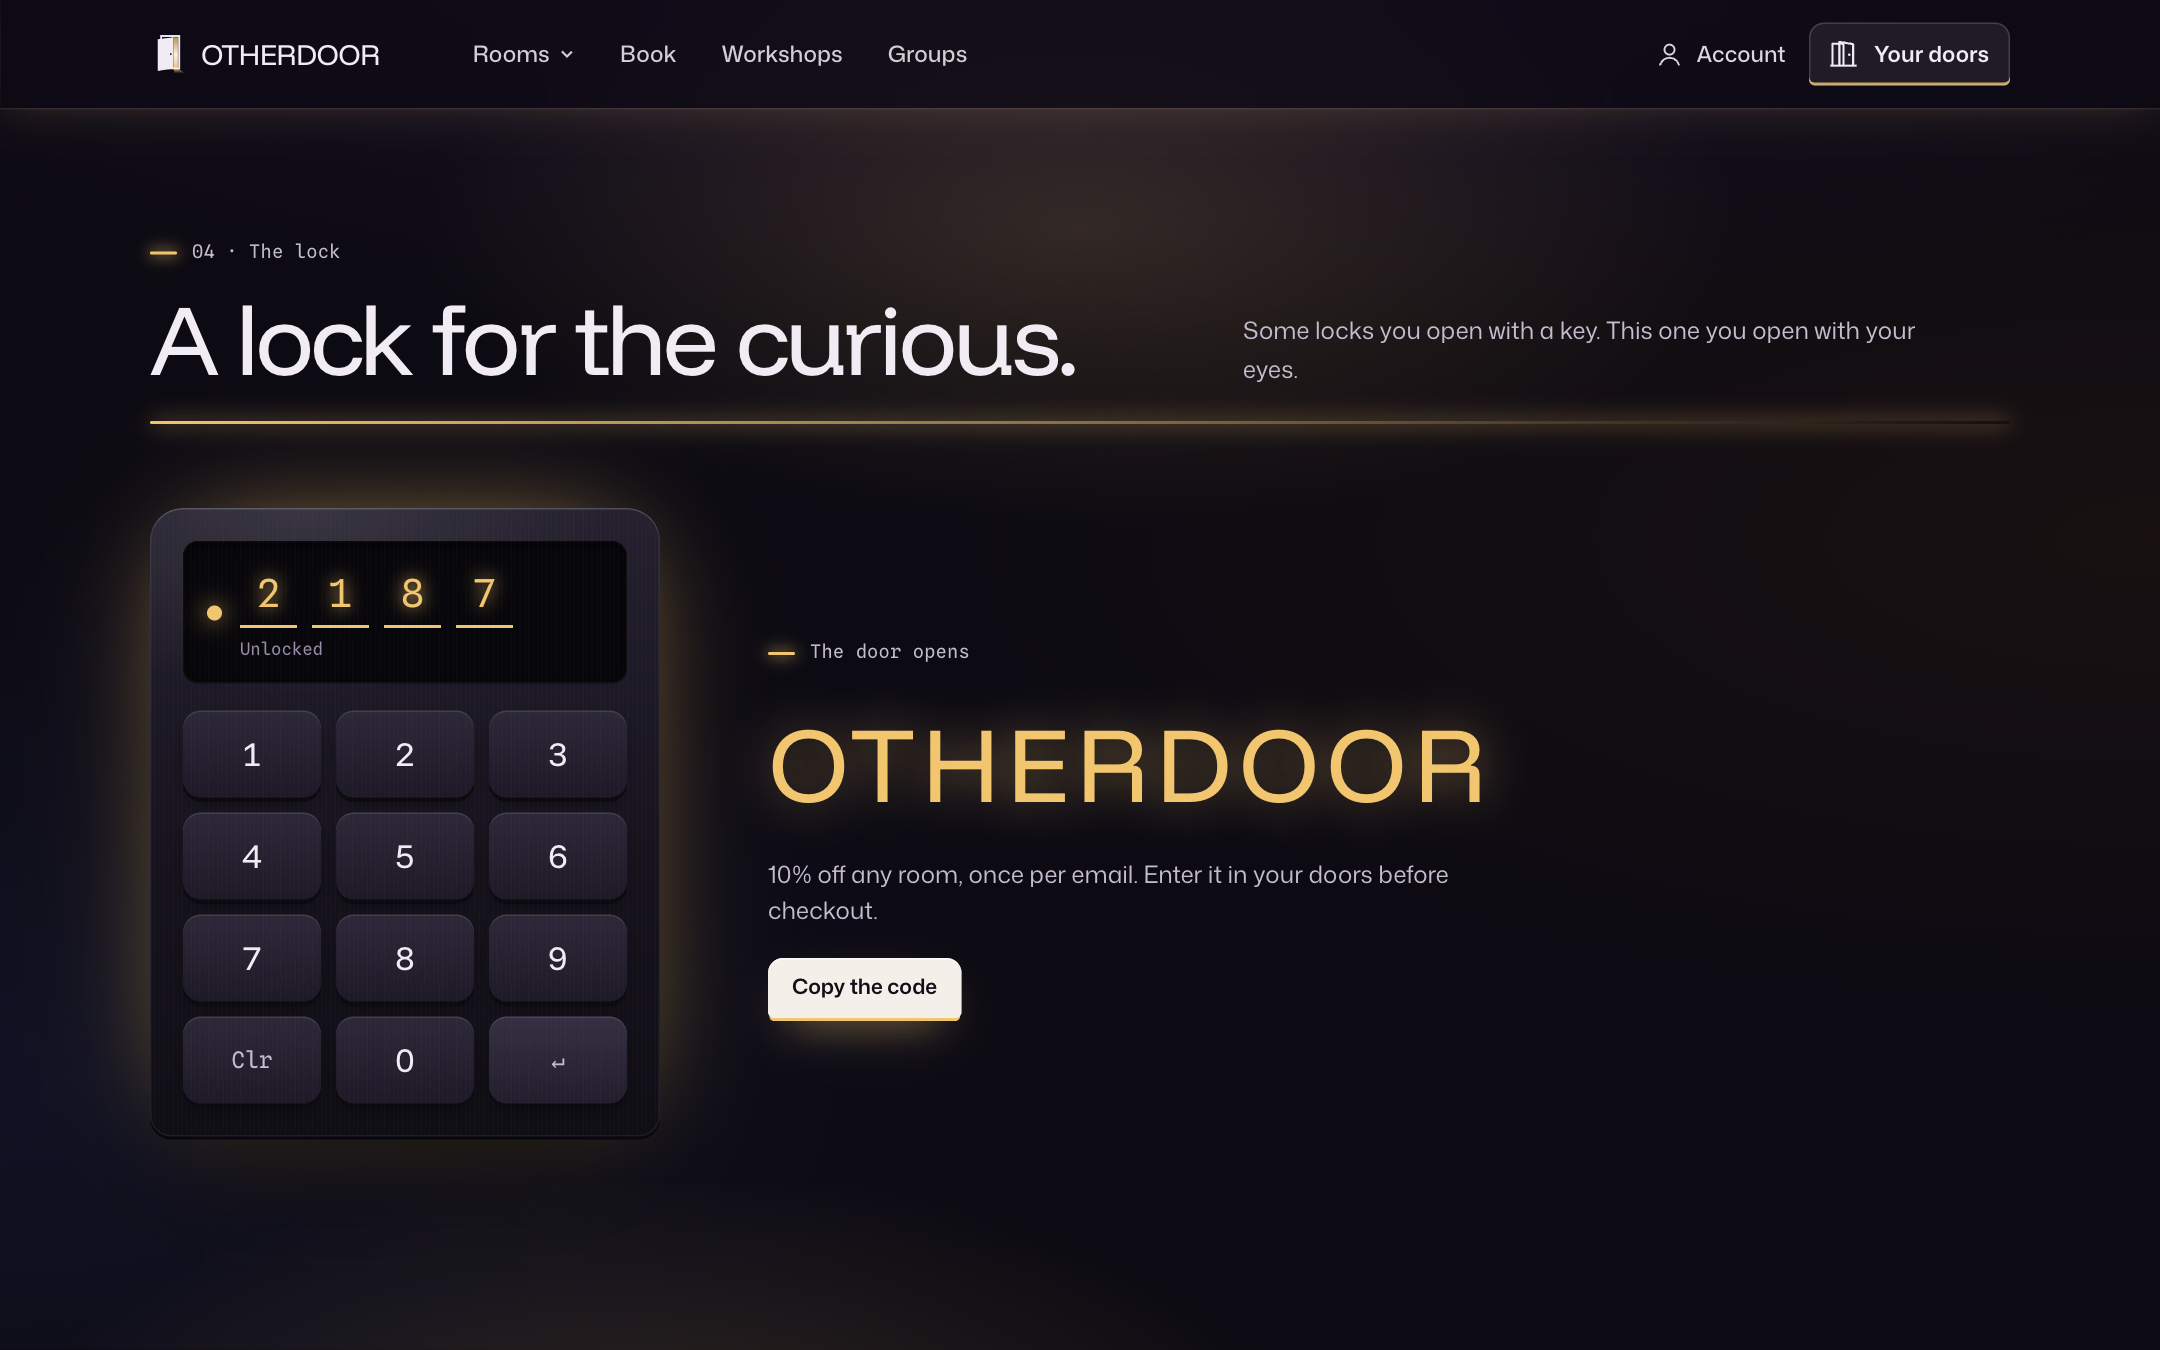 OTHERDOOR
Rooms
Book
Workshops
Groups
Account
Your doors
04 · The lock
A lock for the curious.
Some locks you open with a key. This one you open with your
eyes.
2 1 8 7
Unlocked
1 2 3
4 5 6
7 8 9
Clr 0 ↵
The door opens
OTHERDOOR
10% off any room, once per email. Enter it in your doors before
checkout.
Copy the code